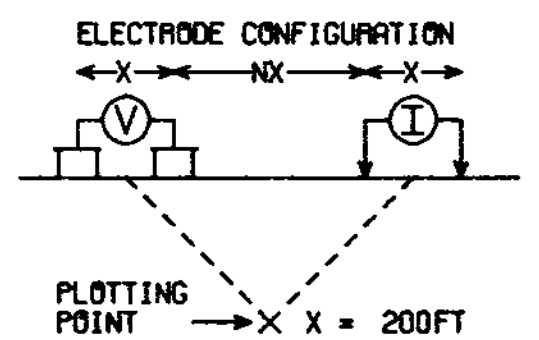 ELECTRODE CONFIGURATION
X NX X
V I
PLOTTING
POINT X X = 200FT